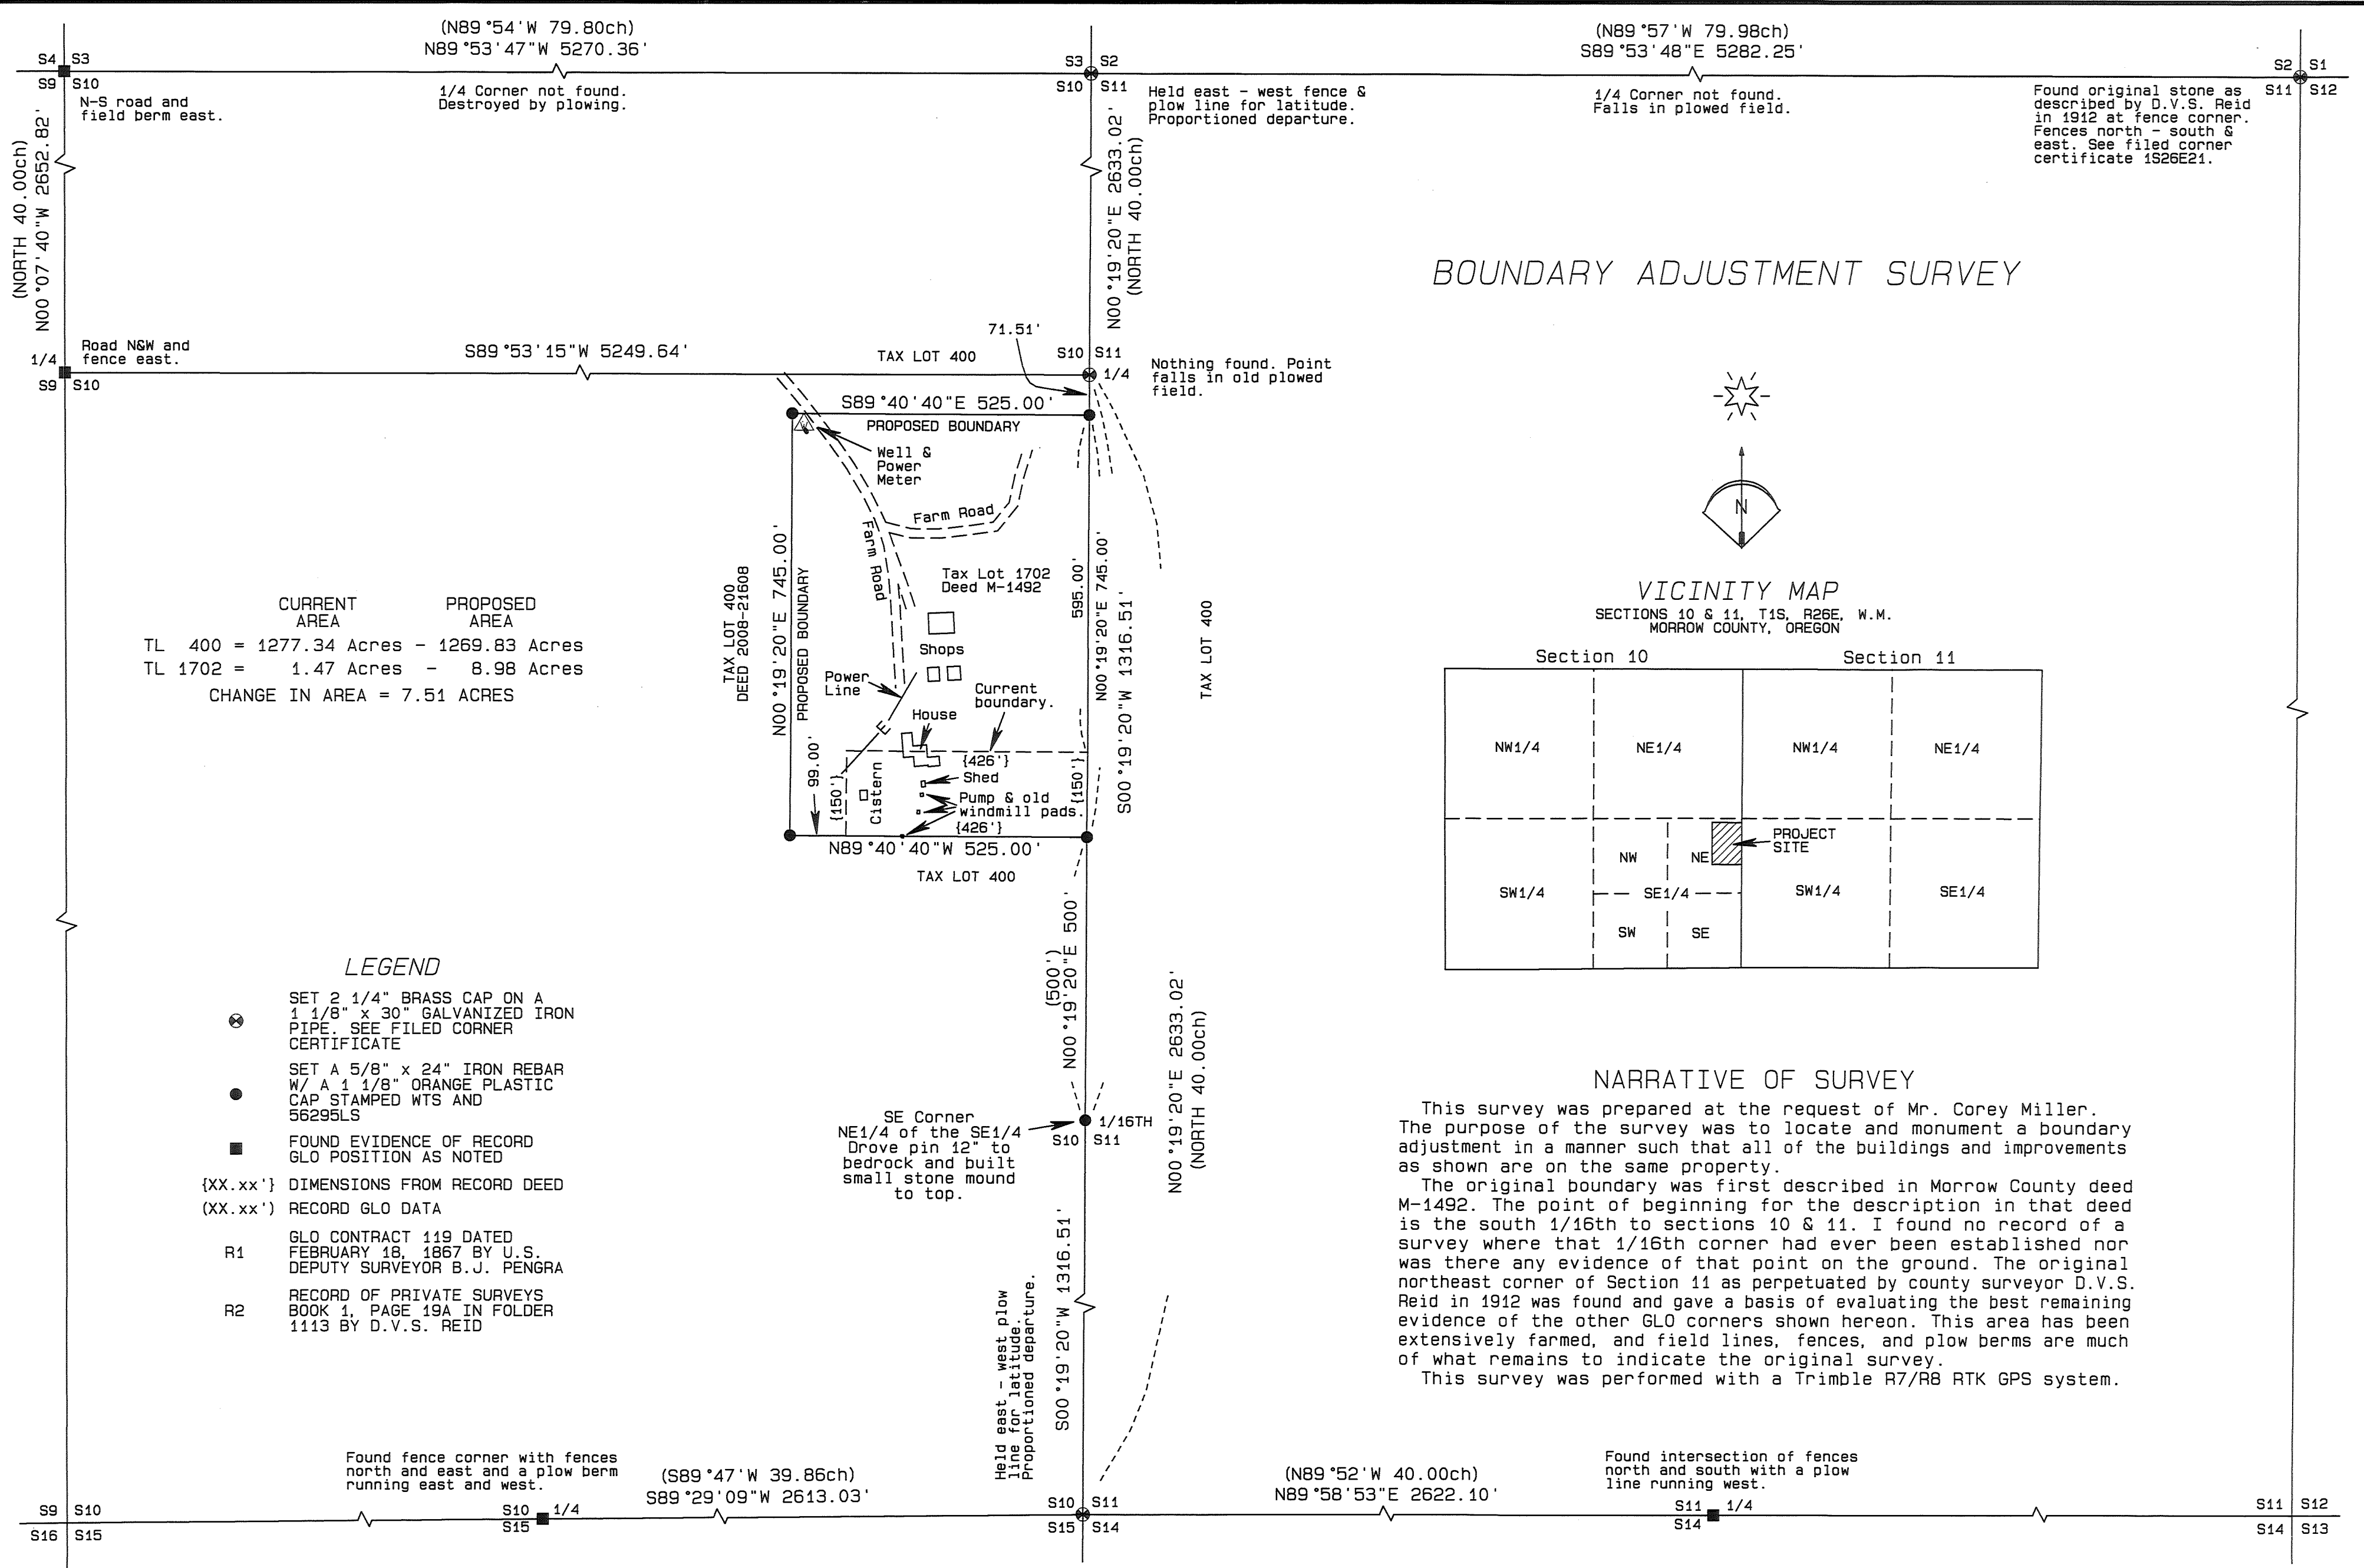 (N89°54'W 79.80ch)
N89°53'47"W 5270.36'
(N89°57'W 79.98ch)
S89°53'48"E 5282.25'
S4 S3
S9 S10
N-S road and
field berm east.
1/4 Corner not found.
Destroyed by plowing.
S3 S2
S10 S11
Held east - west fence &
plow line for latitude.
Proportioned departure.
1/4 Corner not found.
Falls in plowed field.
S2 S1
S11 S12
Found original stone as
described by D.V.S. Reid
in 1912 at fence corner.
Fences north - south &
east. See filed corner
certificate 1S26E21.
(NORTH 40.00ch)
N00°07'40"W 2652.82'
N00°19'20"E 2633.02'
(NORTH 40.00ch)
BOUNDARY ADJUSTMENT SURVEY
Road N&W and
fence east.
1/4
S9 S10
S89°53'15"W 5249.64'
TAX LOT 400
71.51'
S10 S11
1/4
Nothing found. Point
falls in old plowed
field.
S89°40'40"E 525.00'
PROPOSED BOUNDARY
Well &
Power
Meter
W
Farm Road
Farm Road
Tax Lot 1702
Deed M-1492
Shops
Power
Line
Current
boundary.
House
E
{426'}
Shed
Pump & old
windmill pads.
{426'}
Cistern
{150'}
{150'}
99.00'
N89°40'40"W 525.00'
TAX LOT 400
TAX LOT 400
DEED 2008-21608
N00°19'20"E 745.00'
PROPOSED BOUNDARY
595.00'
N00°19'20"E 745.00'
S00°19'20"W 1316.51'
TAX LOT 400
CURRENT PROPOSED
AREA AREA
TL 400 = 1277.34 Acres - 1269.83 Acres
TL 1702 = 1.47 Acres - 8.98 Acres
CHANGE IN AREA = 7.51 ACRES
N
VICINITY MAP
SECTIONS 10 & 11, T1S, R26E, W.M.
MORROW COUNTY, OREGON
Section 10 Section 11
NW1/4 NE1/4 NW1/4 NE1/4
PROJECT
SITE
NW NE
SW1/4 SE1/4 SW1/4 SE1/4
SW SE
LEGEND
SET 2 1/4" BRASS CAP ON A
1 1/8" x 30" GALVANIZED IRON
PIPE. SEE FILED CORNER
CERTIFICATE
SET A 5/8" x 24" IRON REBAR
W/ A 1 1/8" ORANGE PLASTIC
CAP STAMPED WTS AND
56295LS
FOUND EVIDENCE OF RECORD
GLO POSITION AS NOTED
{XX.xx'} DIMENSIONS FROM RECORD DEED
(XX.xx') RECORD GLO DATA
R1 GLO CONTRACT 119 DATED
FEBRUARY 18, 1867 BY U.S.
DEPUTY SURVEYOR B.J. PENGRA
R2 RECORD OF PRIVATE SURVEYS
BOOK 1, PAGE 19A IN FOLDER
1113 BY D.V.S. REID
(500')
N00°19'20"E 500'
N00°19'20"E 2633.02'
(NORTH 40.00ch)
SE Corner
NE1/4 of the SE1/4
Drove pin 12" to
bedrock and built
small stone mound
to top.
1/16TH
S10 S11
S00°19'20"W 1316.51'
Held east - west plow
line for latitude.
Proportioned departure.
NARRATIVE OF SURVEY
This survey was prepared at the request of Mr. Corey Miller.
The purpose of the survey was to locate and monument a boundary
adjustment in a manner such that all of the buildings and improvements
as shown are on the same property.
The original boundary was first described in Morrow County deed
M-1492. The point of beginning for the description in that deed
is the south 1/16th to sections 10 & 11. I found no record of a
survey where that 1/16th corner had ever been established nor
was there any evidence of that point on the ground. The original
northeast corner of Section 11 as perpetuated by county surveyor D.V.S.
Reid in 1912 was found and gave a basis of evaluating the best remaining
evidence of the other GLO corners shown hereon. This area has been
extensively farmed, and field lines, fences, and plow berms are much
of what remains to indicate the original survey.
This survey was performed with a Trimble R7/R8 RTK GPS system.
Found fence corner with fences
north and east and a plow berm
running east and west.
(S89°47'W 39.86ch)
S89°29'09"W 2613.03'
(N89°52'W 40.00ch)
N89°58'53"E 2622.10'
Found intersection of fences
north and south with a plow
line running west.
S9 S10
S16 S15
S10 1/4
S15
S10 S11
S15 S14
S11 1/4
S14
S11 S12
S14 S13